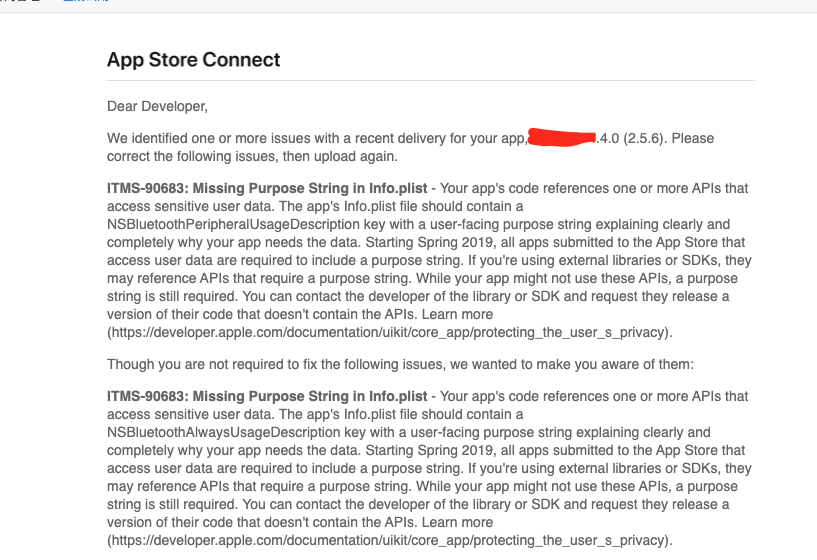 App Store Connect
Dear Developer,
We identified one or more issues with a recent delivery for your app, .4.0 (2.5.6). Please
correct the following issues, then upload again.
ITMS-90683: Missing Purpose String in Info.plist - Your app's code references one or more APIs that
access sensitive user data. The app's Info.plist file should contain a
NSBluetoothPeripheralUsageDescription key with a user-facing purpose string explaining clearly and
completely why your app needs the data. Starting Spring 2019, all apps submitted to the App Store that
access user data are required to include a purpose string. If you're using external libraries or SDKs, they
may reference APIs that require a purpose string. While your app might not use these APIs, a purpose
string is still required. You can contact the developer of the library or SDK and request they release a
version of their code that doesn't contain the APIs. Learn more
(https://developer.apple.com/documentation/uikit/core_app/protecting_the_user_s_privacy).
Though you are not required to fix the following issues, we wanted to make you aware of them:
ITMS-90683: Missing Purpose String in Info.plist - Your app's code references one or more APIs that
access sensitive user data. The app's Info.plist file should contain a
NSBluetoothAlwaysUsageDescription key with a user-facing purpose string explaining clearly and
completely why your app needs the data. Starting Spring 2019, all apps submitted to the App Store that
access user data are required to include a purpose string. If you're using external libraries or SDKs, they
may reference APIs that require a purpose string. While your app might not use these APIs, a purpose
string is still required. You can contact the developer of the library or SDK and request they release a
version of their code that doesn't contain the APIs. Learn more
(https://developer.apple.com/documentation/uikit/core_app/protecting_the_user_s_privacy).